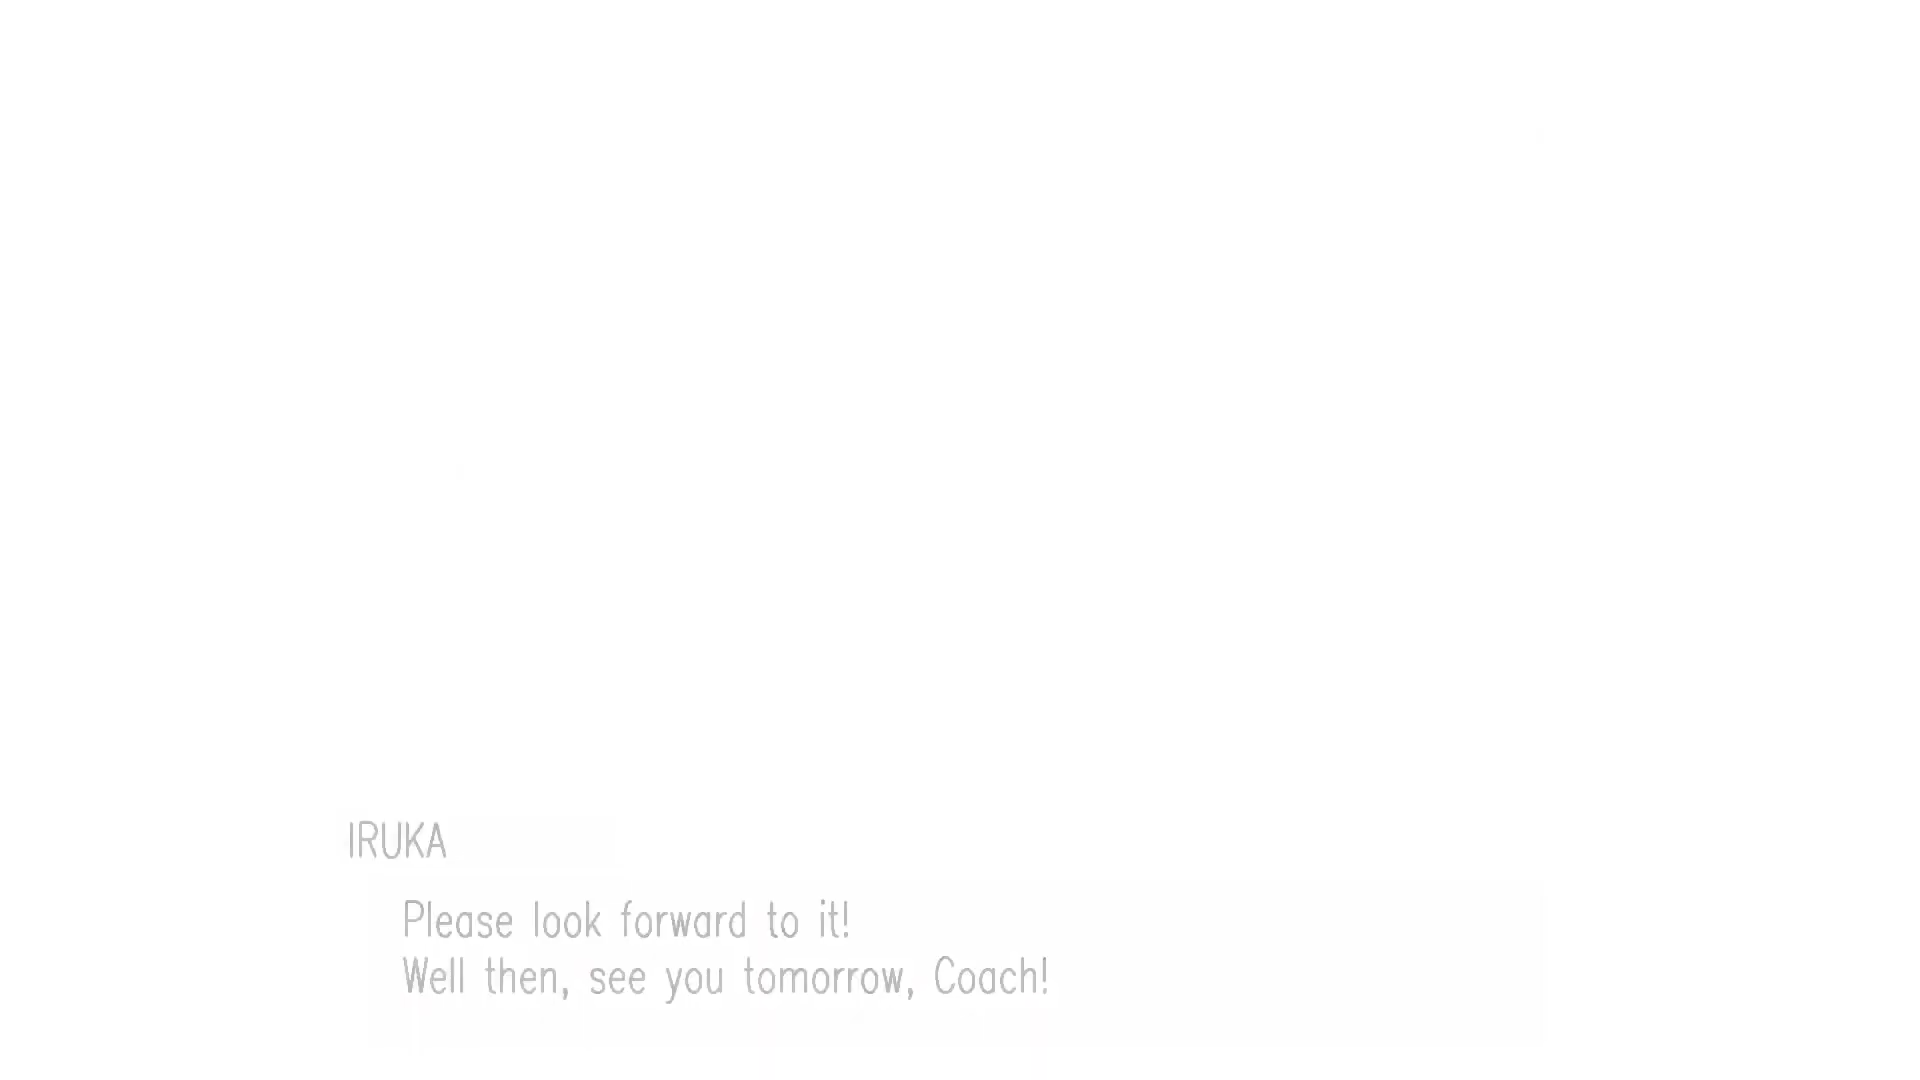 IRUKA
Please look forward to it!
Well then, see you tomorrow, Coach!